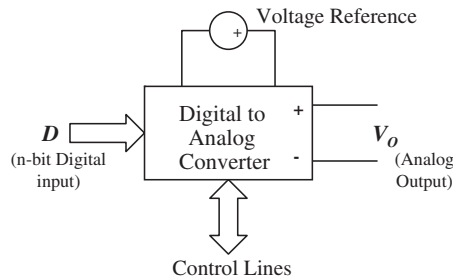 Voltage Reference
+
Digital to
Analog
Converter
+
-
D
(n-bit Digital
input)
V_O
(Analog
Output)
Control Lines